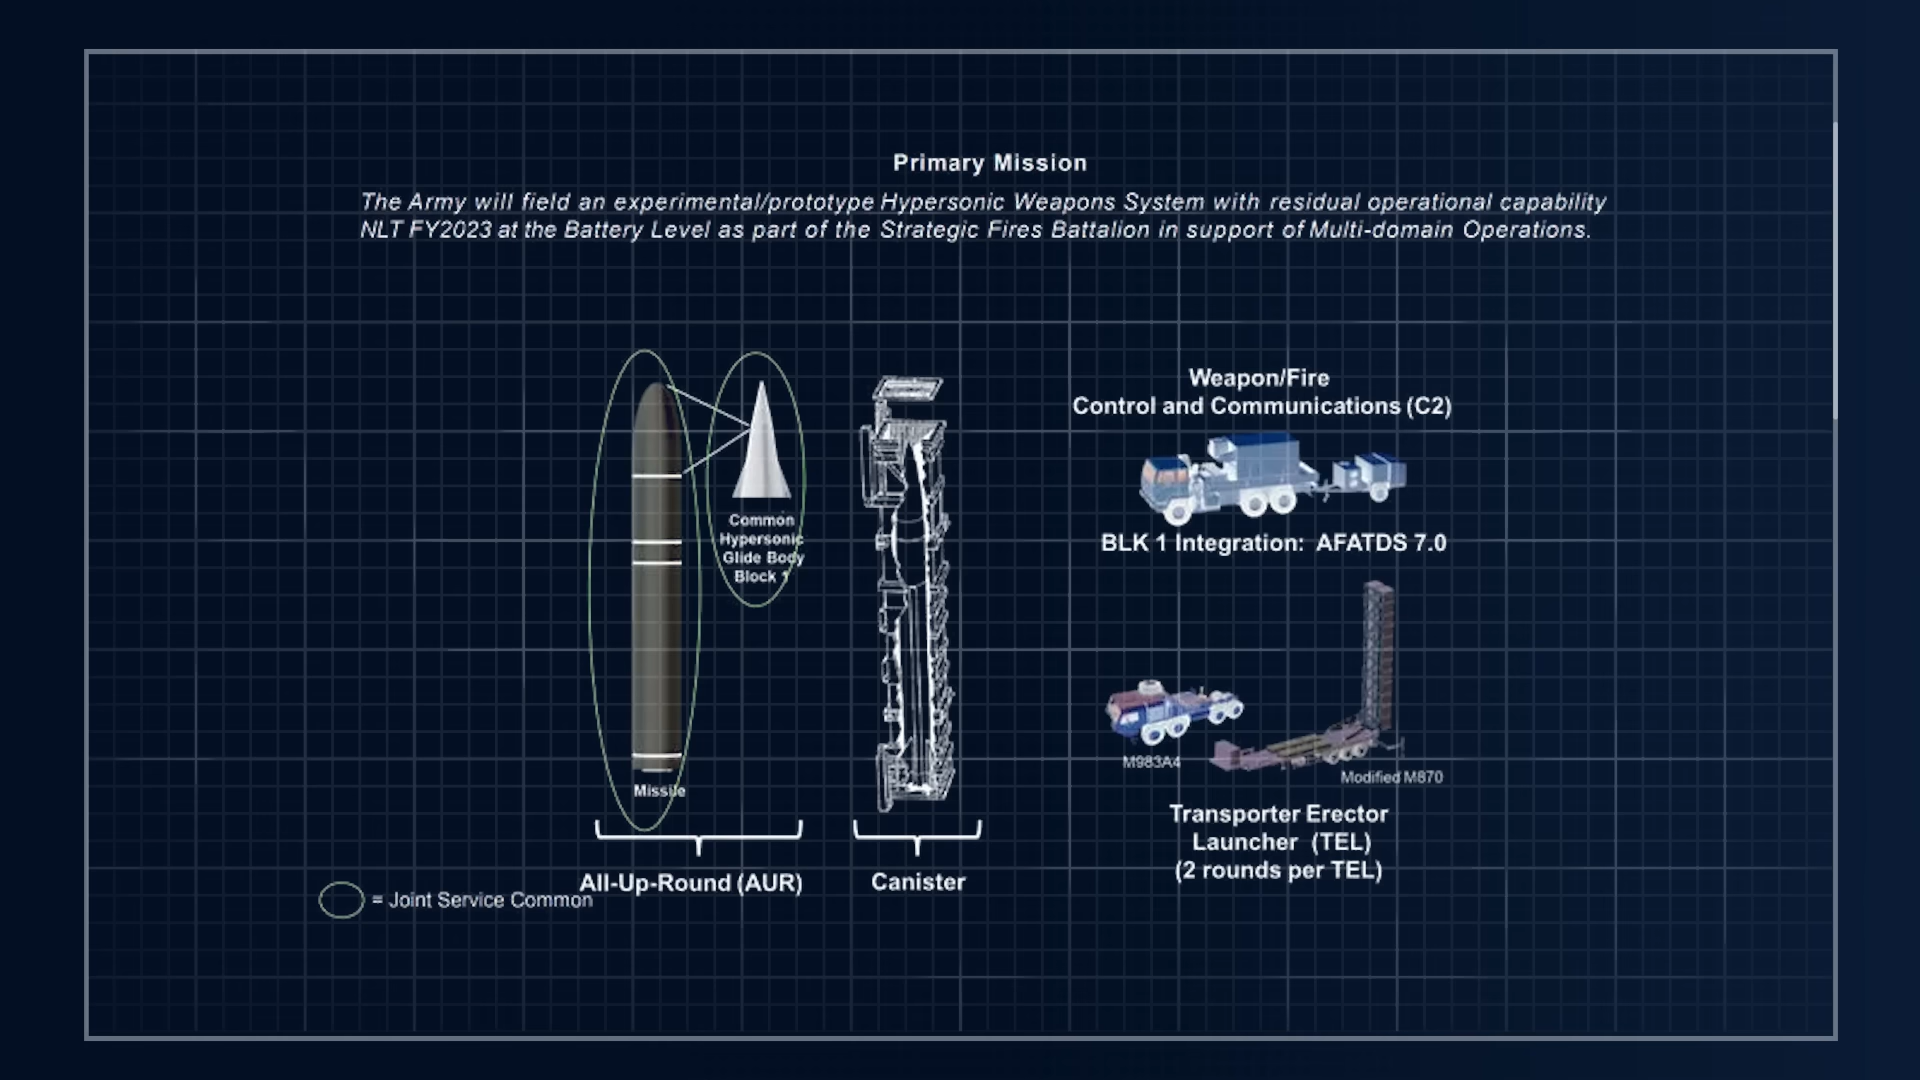 Primary Mission
The Army will field an experimental/prototype Hypersonic Weapons System with residual operational capability
NLT FY2023 at the Battery Level as part of the Strategic Fires Battalion in support of Multi-domain Operations.
Common
Hypersonic
Glide Body
Block 1
Missile
All-Up-Round (AUR)
= Joint Service Common
Canister
Weapon/Fire
Control and Communications (C2)
BLK 1 Integration: AFATDS 7.0
M983A4
Modified M870
Transporter Erector
Launcher (TEL)
(2 rounds per TEL)